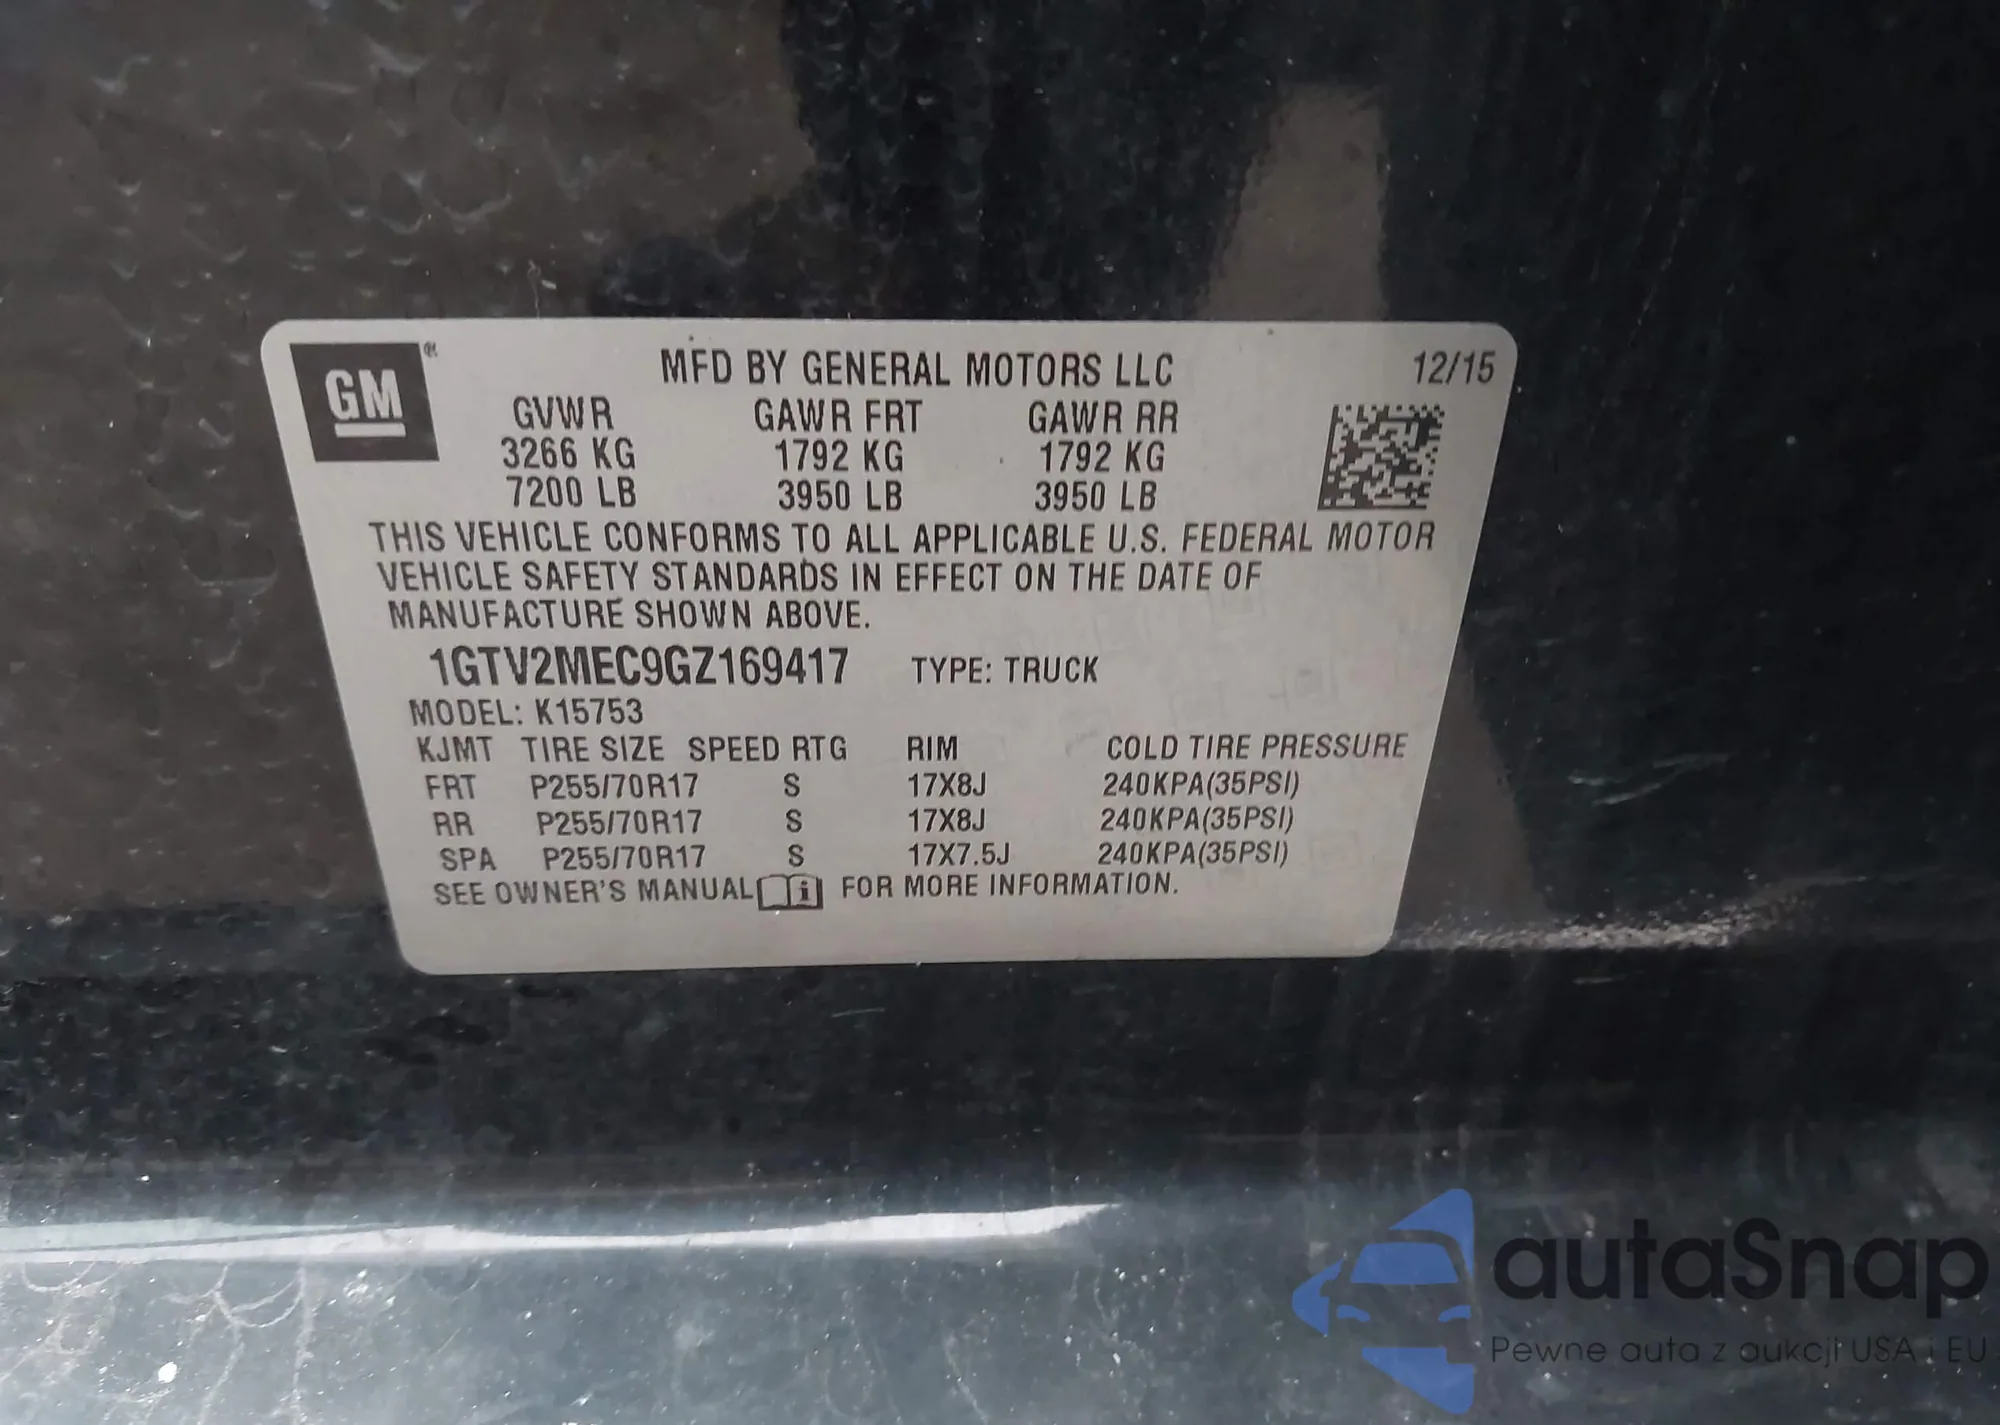 GM®
MFD BY GENERAL MOTORS LLC 12/15
GVWR GAWR FRT GAWR RR
3266 KG 1792 KG 1792 KG
7200 LB 3950 LB 3950 LB
THIS VEHICLE CONFORMS TO ALL APPLICABLE U.S. FEDERAL MOTOR
VEHICLE SAFETY STANDARDS IN EFFECT ON THE DATE OF
MANUFACTURE SHOWN ABOVE.
1GTV2MEC9GZ169417 TYPE: TRUCK
MODEL: K15753
KJMT TIRE SIZE SPEED RTG RIM COLD TIRE PRESSURE
FRT P255/70R17 S 17X8J 240KPA(35PSI)
RR P255/70R17 S 17X8J 240KPA(35PSI)
SPA P255/70R17 S 17X7.5J 240KPA(35PSI)
SEE OWNER'S MANUAL i FOR MORE INFORMATION.
autaSnap
Pewne auta z aukcji USA i EU